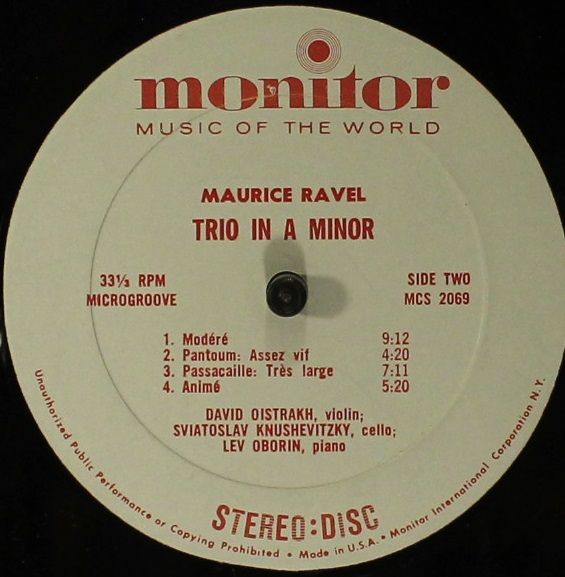 monitor
MUSIC OF THE WORLD
MAURICE RAVEL
TRIO IN A MINOR
33⅓ RPM
MICROGROOVE
SIDE TWO
MCS 2069
1. Modéré 9:12
2. Pantoum: Assez vif 4:20
3. Passacaille: Très large 7:11
4. Animé 5:20
DAVID OISTRAKH, violin;
SVIATOSLAV KNUSHEVITZKY, cello;
LEV OBORIN, piano
STEREO:DiSC
Unauthorized Public Performance or Copying Prohibited • Made in U.S.A. • Monitor International Corporation N.Y.